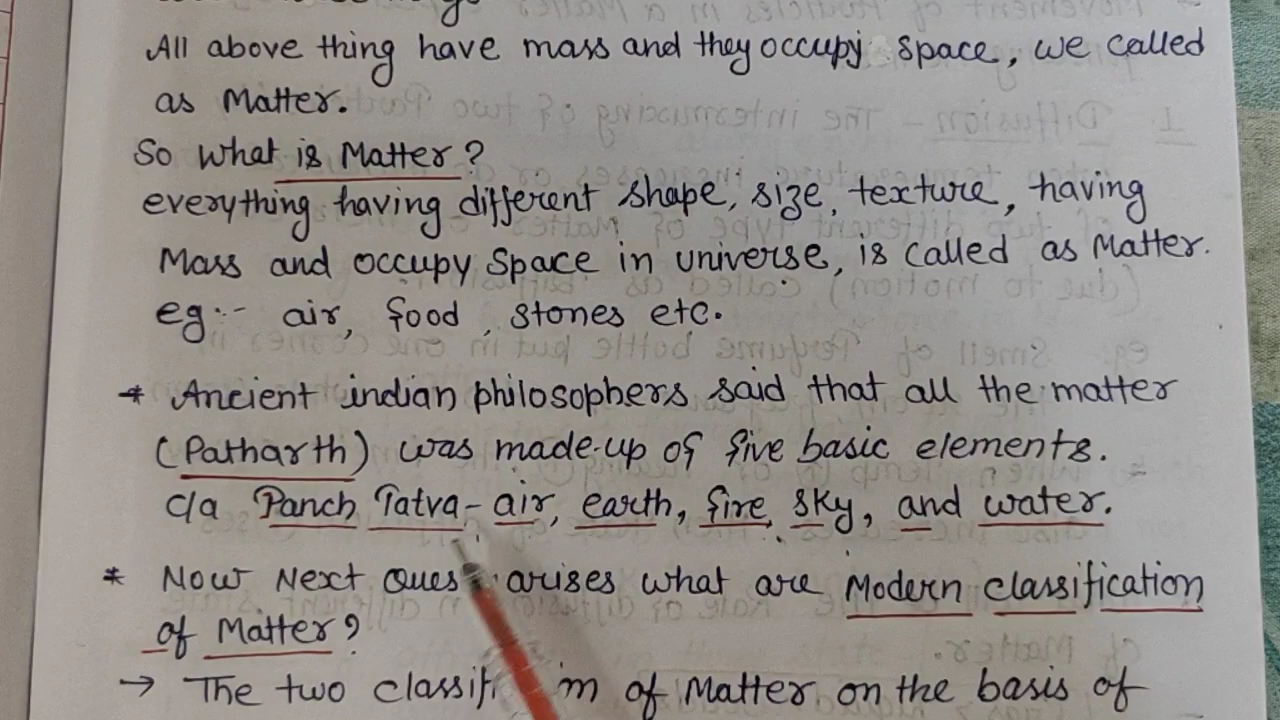 All above thing have mass and they occupy space, we called
as Matter.
So What is Matter?
everything having different shape, size, texture, having
Mass and occupy Space in universe, is called as Matter.
eg:- air, food, stones etc.
* Ancient indian philosophers said that all the matter
(Patharth) was made-up of five basic elements.
c/a Panch Tatva - air, earth, fire, sky, and water.
* Now Next Ques arises what are Modern classification
of Matter?
→ The two of Matter on the basis of